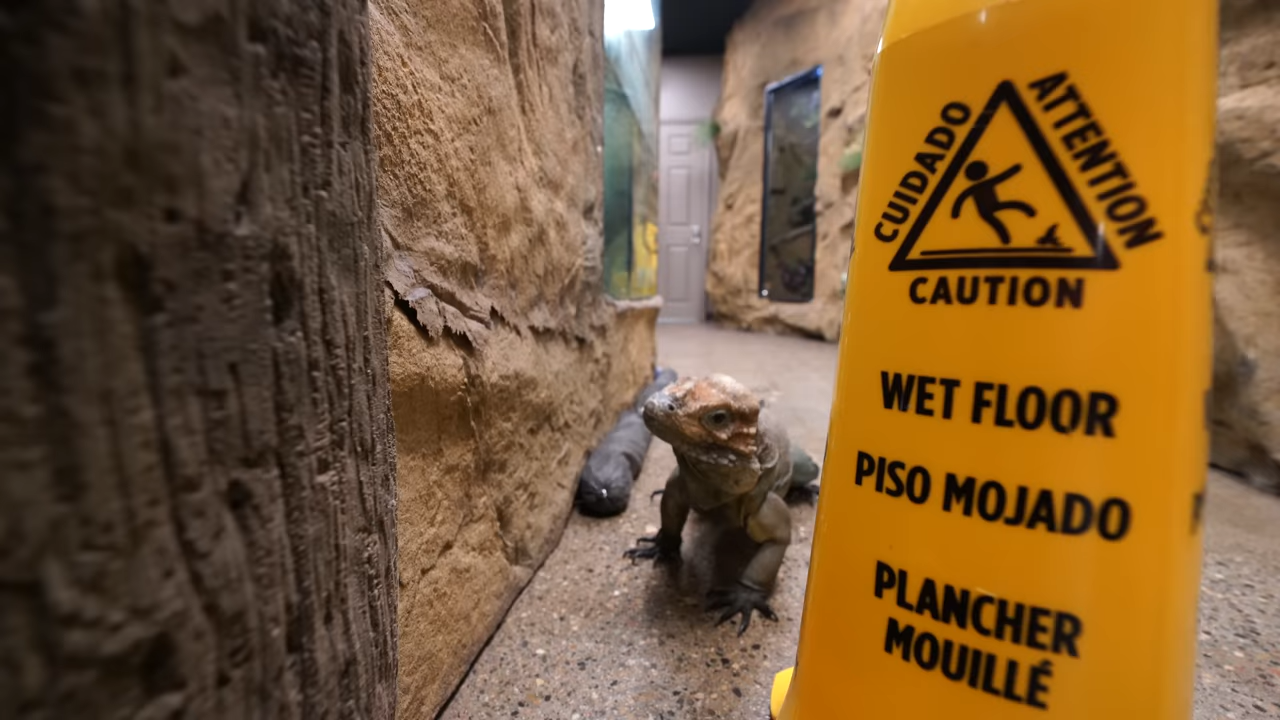 CUIDADO
ATTENTION
CAUTION
WET FLOOR
PISO MOJADO
PLANCHER
MOUILLÉ